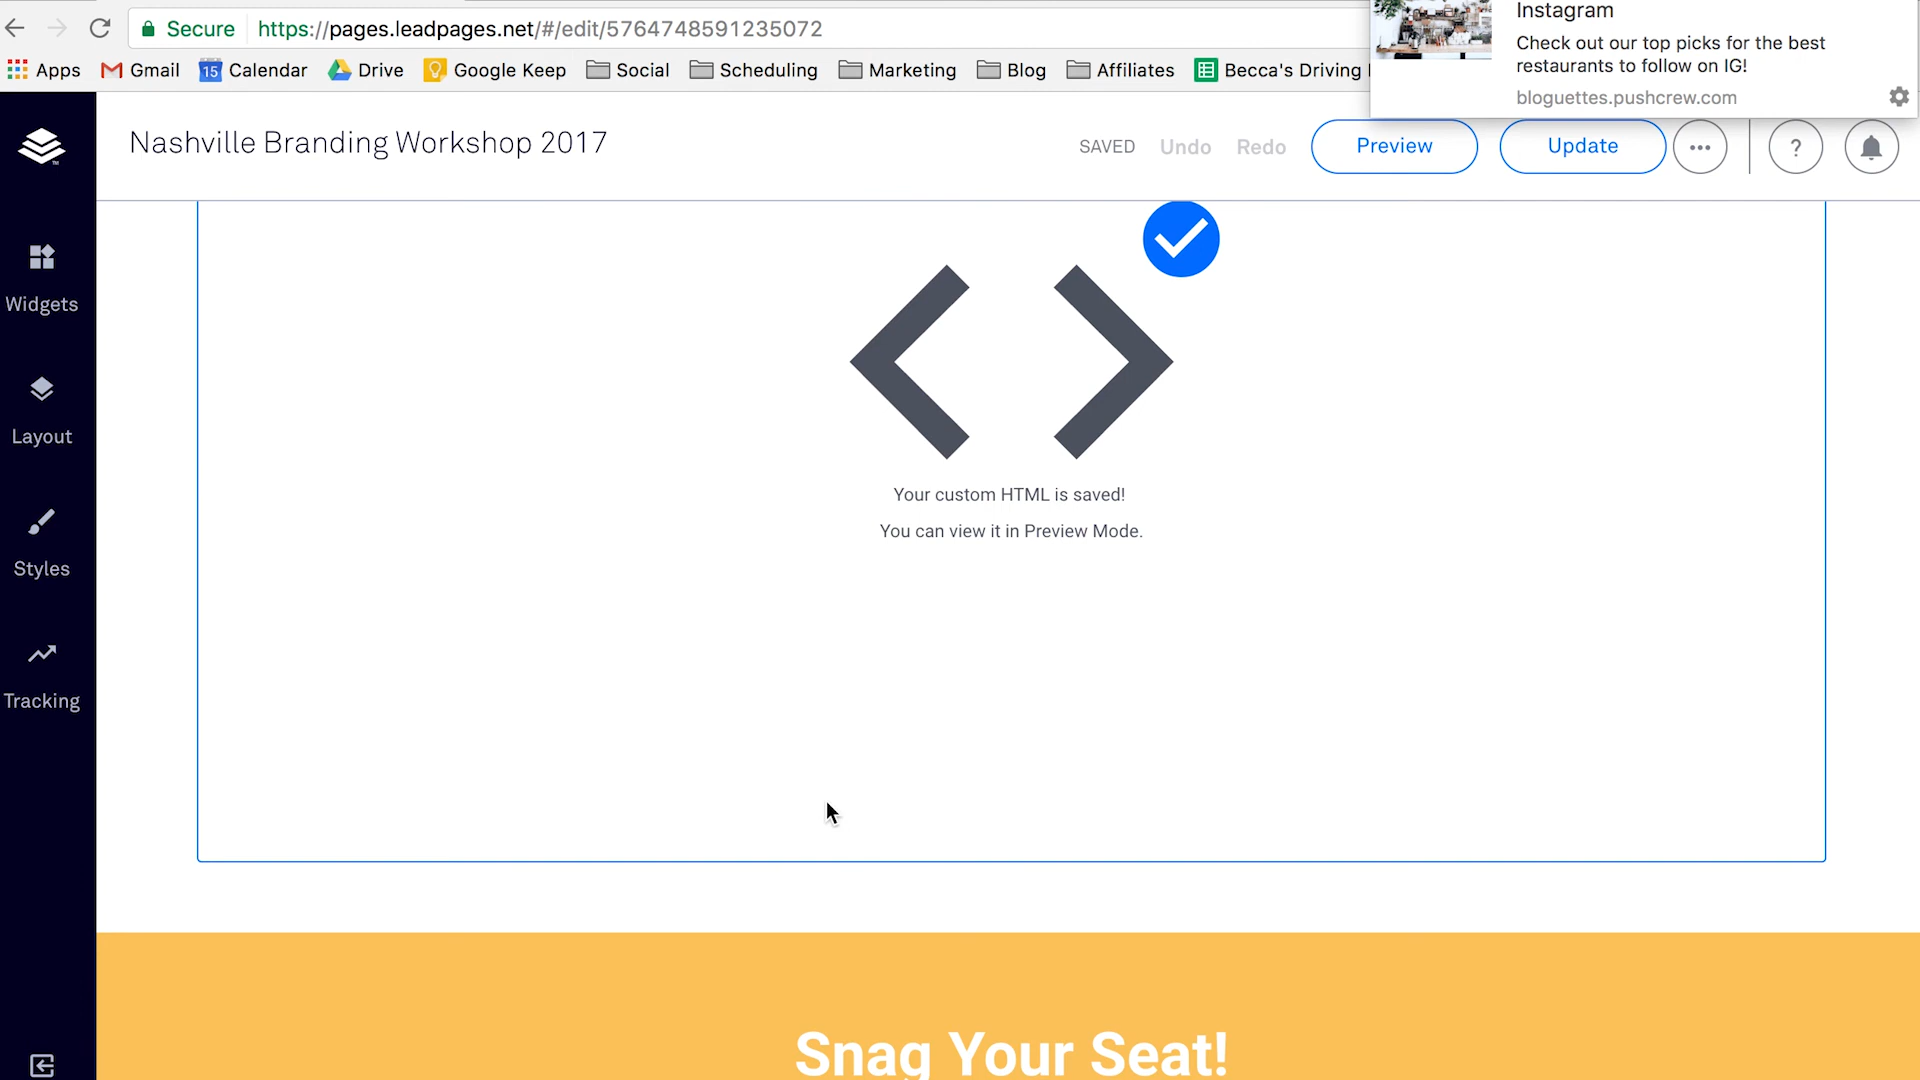 Secure https://pages.leadpages.net/#/edit/5764748591235072
Instagram
Check out our top picks for the best
restaurants to follow on IG!
bloguettes.pushcrew.com
Apps Gmail 15 Calendar Drive Google Keep Social Scheduling Marketing Blog Affiliates Becca's Driving
Nashville Branding Workshop 2017
SAVED Undo Redo Preview Update ... ?
Widgets
Layout
Styles
Tracking
Your custom HTML is saved!
You can view it in Preview Mode.
Snag Your Seat!